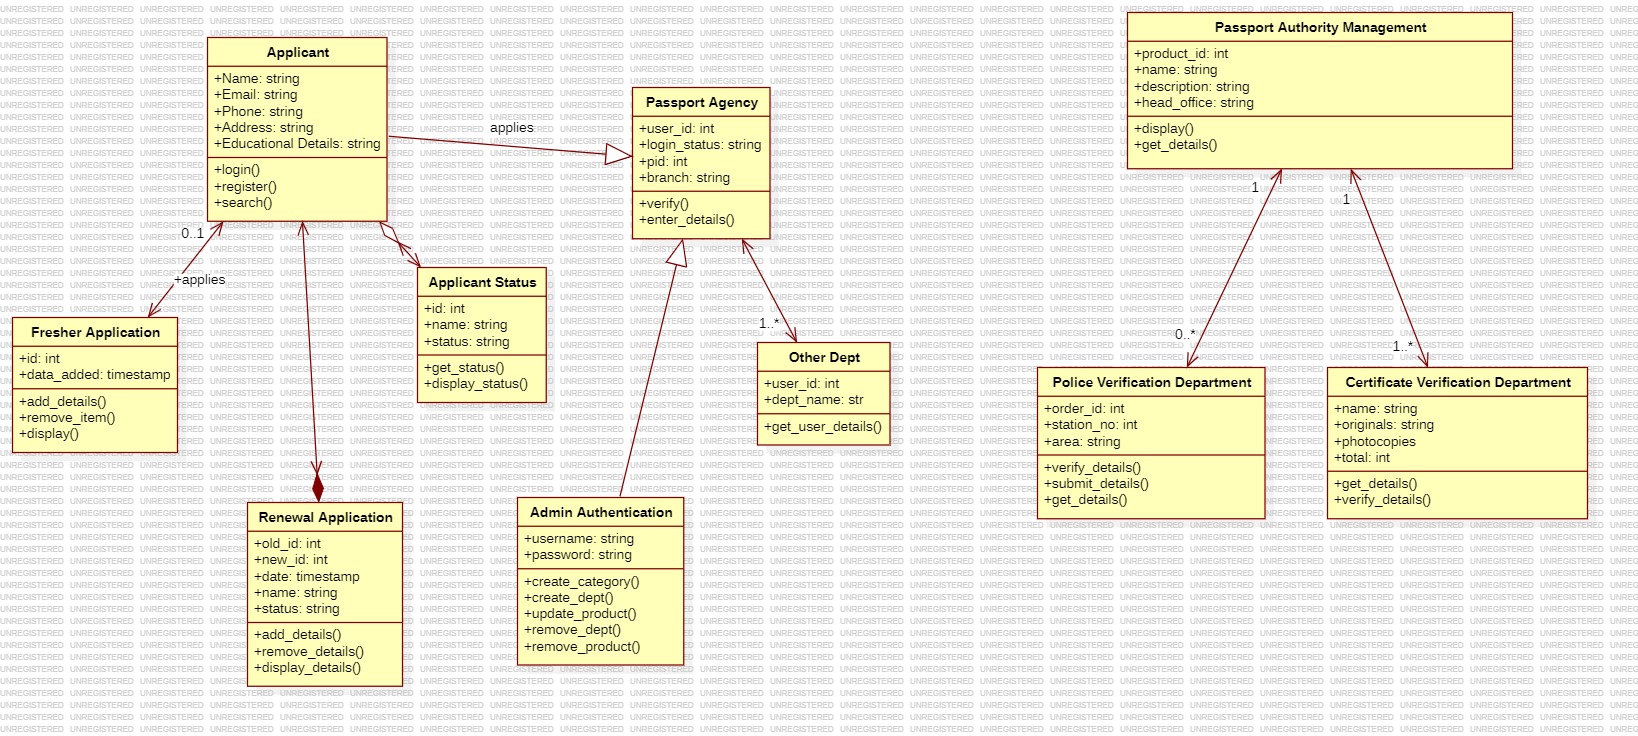 Applicant
+Name: string
+Email: string
+Phone: string
+Address: string
+Educational Details: string
+login()
+register()
+search()
applies
Passport Agency
+user_id: int
+login_status: string
+pid: int
+branch: string
+verify()
+enter_details()
Passport Authority Management
+product_id: int
+name: string
+description: string
+head_office: string
+display()
+get_details()
0..1
+applies
Fresher Application
+id: int
+data_added: timestamp
+add_details()
+remove_item()
+display()
Applicant Status
+id: int
+name: string
+status: string
+get_status()
+display_status()
1..*
Other Dept
+user_id: int
+dept_name: str
+get_user_details()
1
1
0..*
1..*
Police Verification Department
+order_id: int
+station_no: int
+area: string
+verify_details()
+submit_details()
+get_details()
Certificate Verification Department
+name: string
+originals: string
+photocopies
+total: int
+get_details()
+verify_details()
Renewal Application
+old_id: int
+new_id: int
+date: timestamp
+name: string
+status: string
+add_details()
+remove_details()
+display_details()
Admin Authentication
+username: string
+password: string
+create_category()
+create_dept()
+update_product()
+remove_dept()
+remove_product()
UNREGISTERED